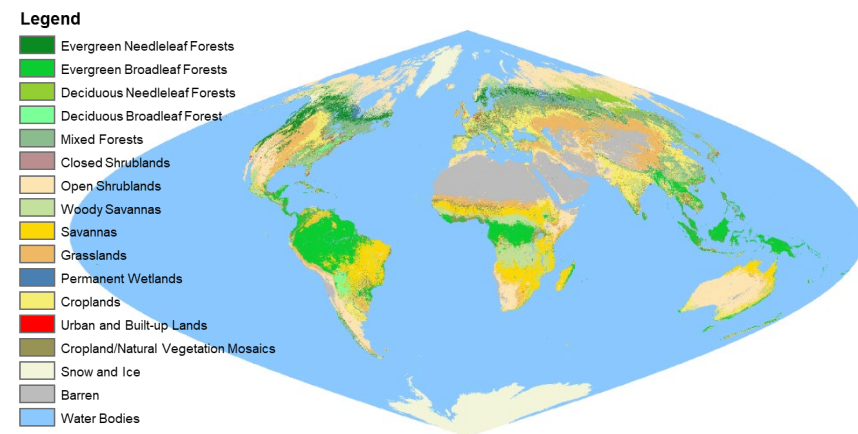 Legend
Evergreen Needleleaf Forests
Evergreen Broadleaf Forests
Deciduous Needleleaf Forests
Deciduous Broadleaf Forest
Mixed Forests
Closed Shrublands
Open Shrublands
Woody Savannas
Savannas
Grasslands
Permanent Wetlands
Croplands
Urban and Built-up Lands
Cropland/Natural Vegetation Mosaics
Snow and Ice
Barren
Water Bodies